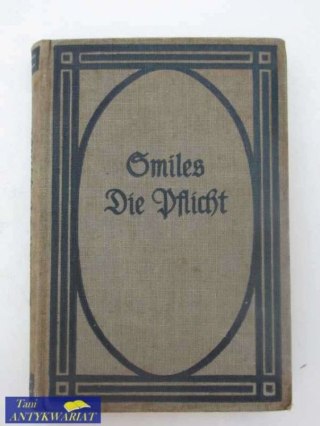 Smiles
Die Pflicht
Tani
ANTYKWARIAT